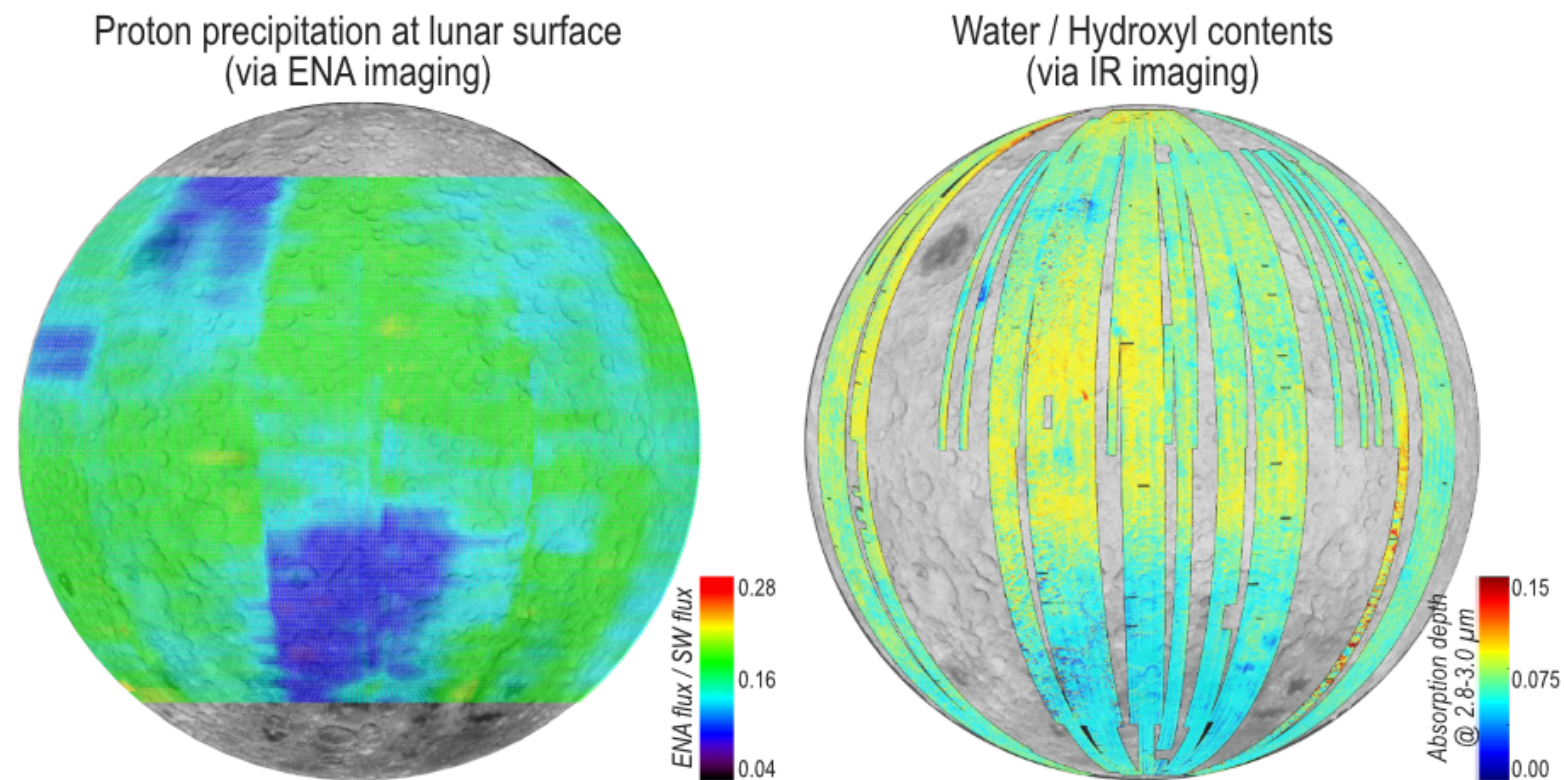 Proton precipitation at lunar surface
(via ENA imaging)
ENA flux / SW flux
0.28
0.16
0.04
Water / Hydroxyl contents
(via IR imaging)
Absorption depth
@ 2.8-3.0 µm
0.15
0.075
0.00